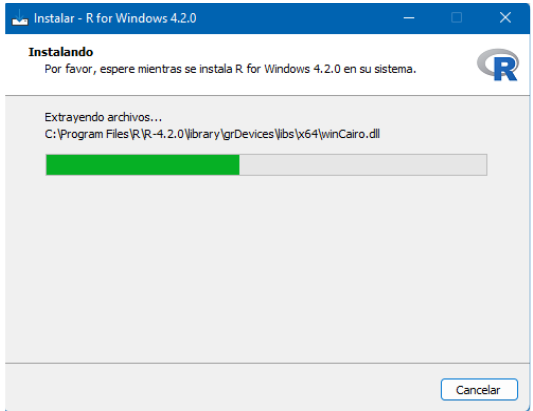 Instalar - R for Windows 4.2.0
Instalando
Por favor, espere mientras se instala R for Windows 4.2.0 en su sistema.
R
Extrayendo archivos...
C:\Program Files\R\R-4.2.0\library\grDevices\libs\x64\winCairo.dll
Cancelar